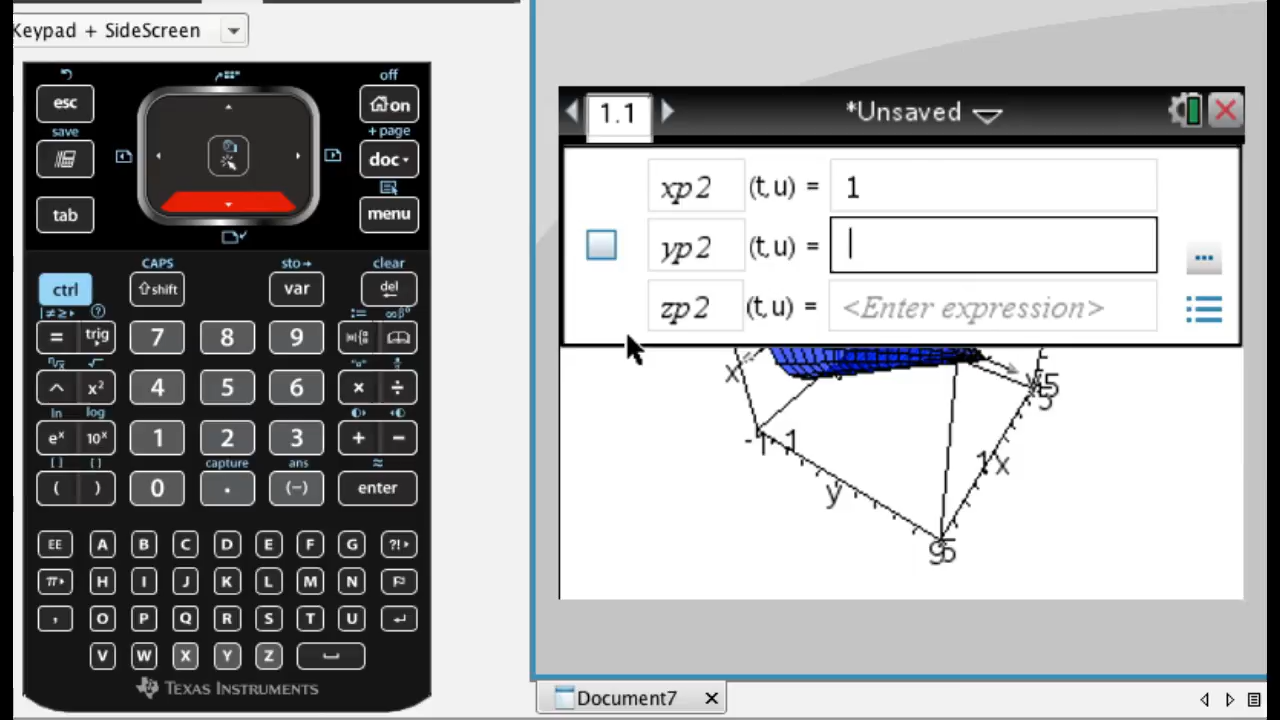 Keypad + SideScreen
off
esc
on
save
+ page
doc
tab
menu
CAPS
sto→
clear
ctrl
⇧shift
var
del
|≠≥▸
:=
∞β°
=
trig
7
8
9
ⁿ√x
√
"□"
^
x²
4
5
6
×
÷
ln
log
eˣ
10ˣ
1
2
3
+
−
[ ]
{ }
capture
ans
≈
(
)
0
.
(−)
enter
EE
A
B
C
D
E
F
G
?!▸
π▸
H
I
J
K
L
M
N
,
O
P
Q
R
S
T
U
↵
V
W
X
Y
Z
TEXAS INSTRUMENTS
1.1
*Unsaved
xp2 (t,u) = 1
yp2 (t,u) =
...
zp2 (t,u) = <Enter expression>
x
y5
5
-1
1
1x
y
Document7